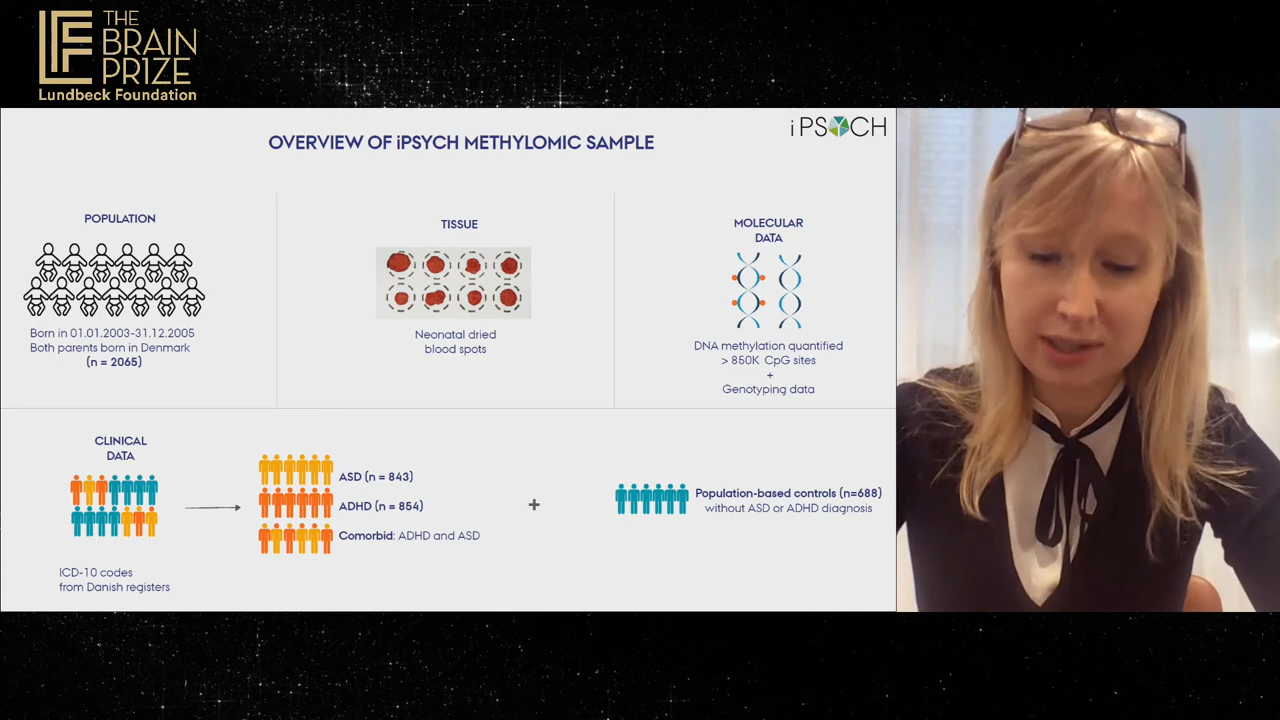 THE
BRAIN
PRIZE
Lundbeck Foundation
iPSYCH
OVERVIEW OF iPSYCH METHYLOMIC SAMPLE
POPULATION
Born in 01.01.2003-31.12.2005
Both parents born in Denmark
(n = 2065)
TISSUE
Neonatal dried
blood spots
MOLECULAR
DATA
DNA methylation quantified
> 850K CpG sites
+
Genotyping data
CLINICAL
DATA
ICD-10 codes
from Danish registers
ASD (n = 843)
ADHD (n = 854)
Comorbid: ADHD and ASD
+
Population-based controls (n=688)
without ASD or ADHD diagnosis